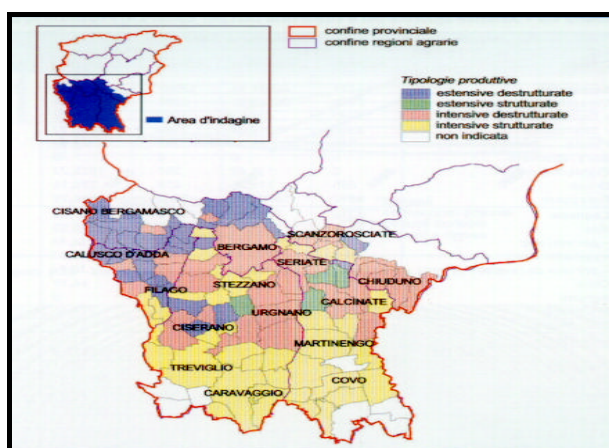 confine provinciale
confine regioni agrarie
Tipologie produttive
estensive destrutturate
estensive strutturate
intensive destrutturate
intensive strutturate
non indicata
Area d'indagine
CISANO BERGAMASCO
SCANZOROSCIATE
BERGAMO
CALUSCO D'ADDA
SERIATE
CHIUDUNO
FILAGO
STEZZANO
CALCINATE
URGNANO
CISERANO
MARTINENGO
TREVIGLIO
COVO
CARAVAGGIO